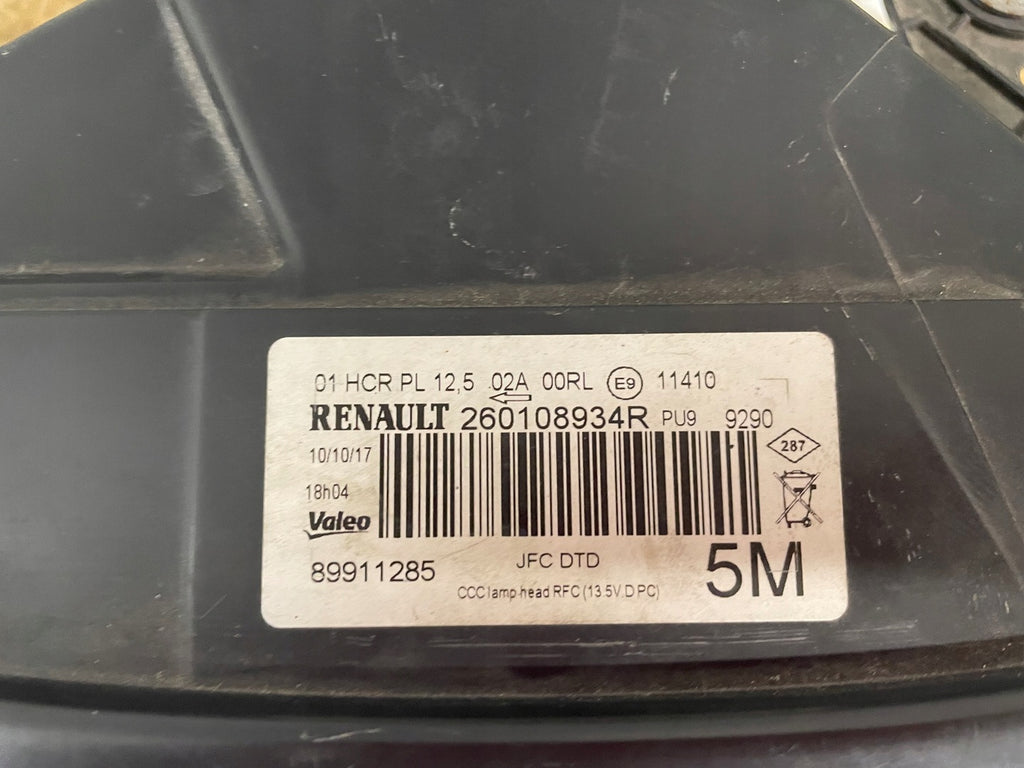 01 HCR PL 12,5 02A 00RL E9 11410
RENAULT 260108934R PU9 9290
10/10/17
287
18h04
Valeo
89911285
JFC DTD
5M
CCC lamp-head RFC (13.5V.D PC)